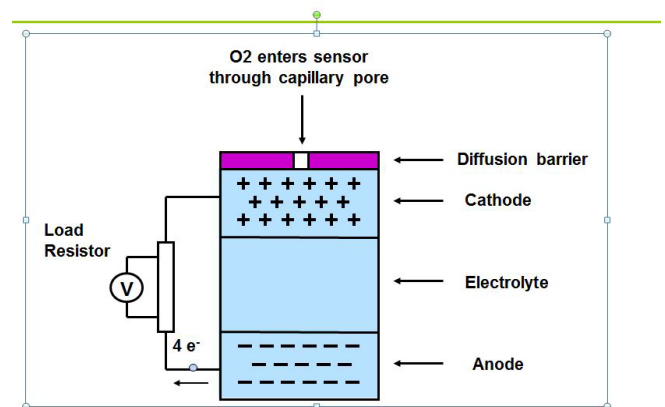 O2 enters sensor
through capillary pore
Diffusion barrier
Cathode
Load
Resistor
V
Electrolyte
4 e-
Anode